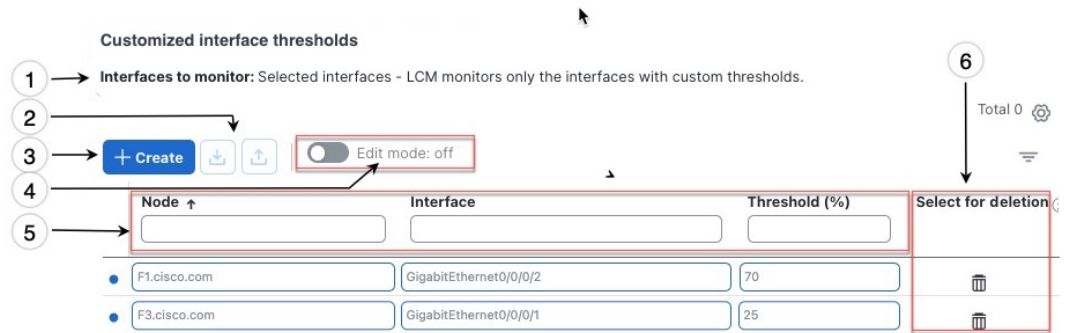 Customized interface thresholds
1
Interfaces to monitor: Selected interfaces - LCM monitors only the interfaces with custom thresholds.
6
2
Total 0
3
+ Create
Edit mode: off
4
Node ↑
Interface
Threshold (%)
Select for deletion
5
F1.cisco.com
GigabitEthernet0/0/0/2
70
F3.cisco.com
GigabitEthernet0/0/0/1
25